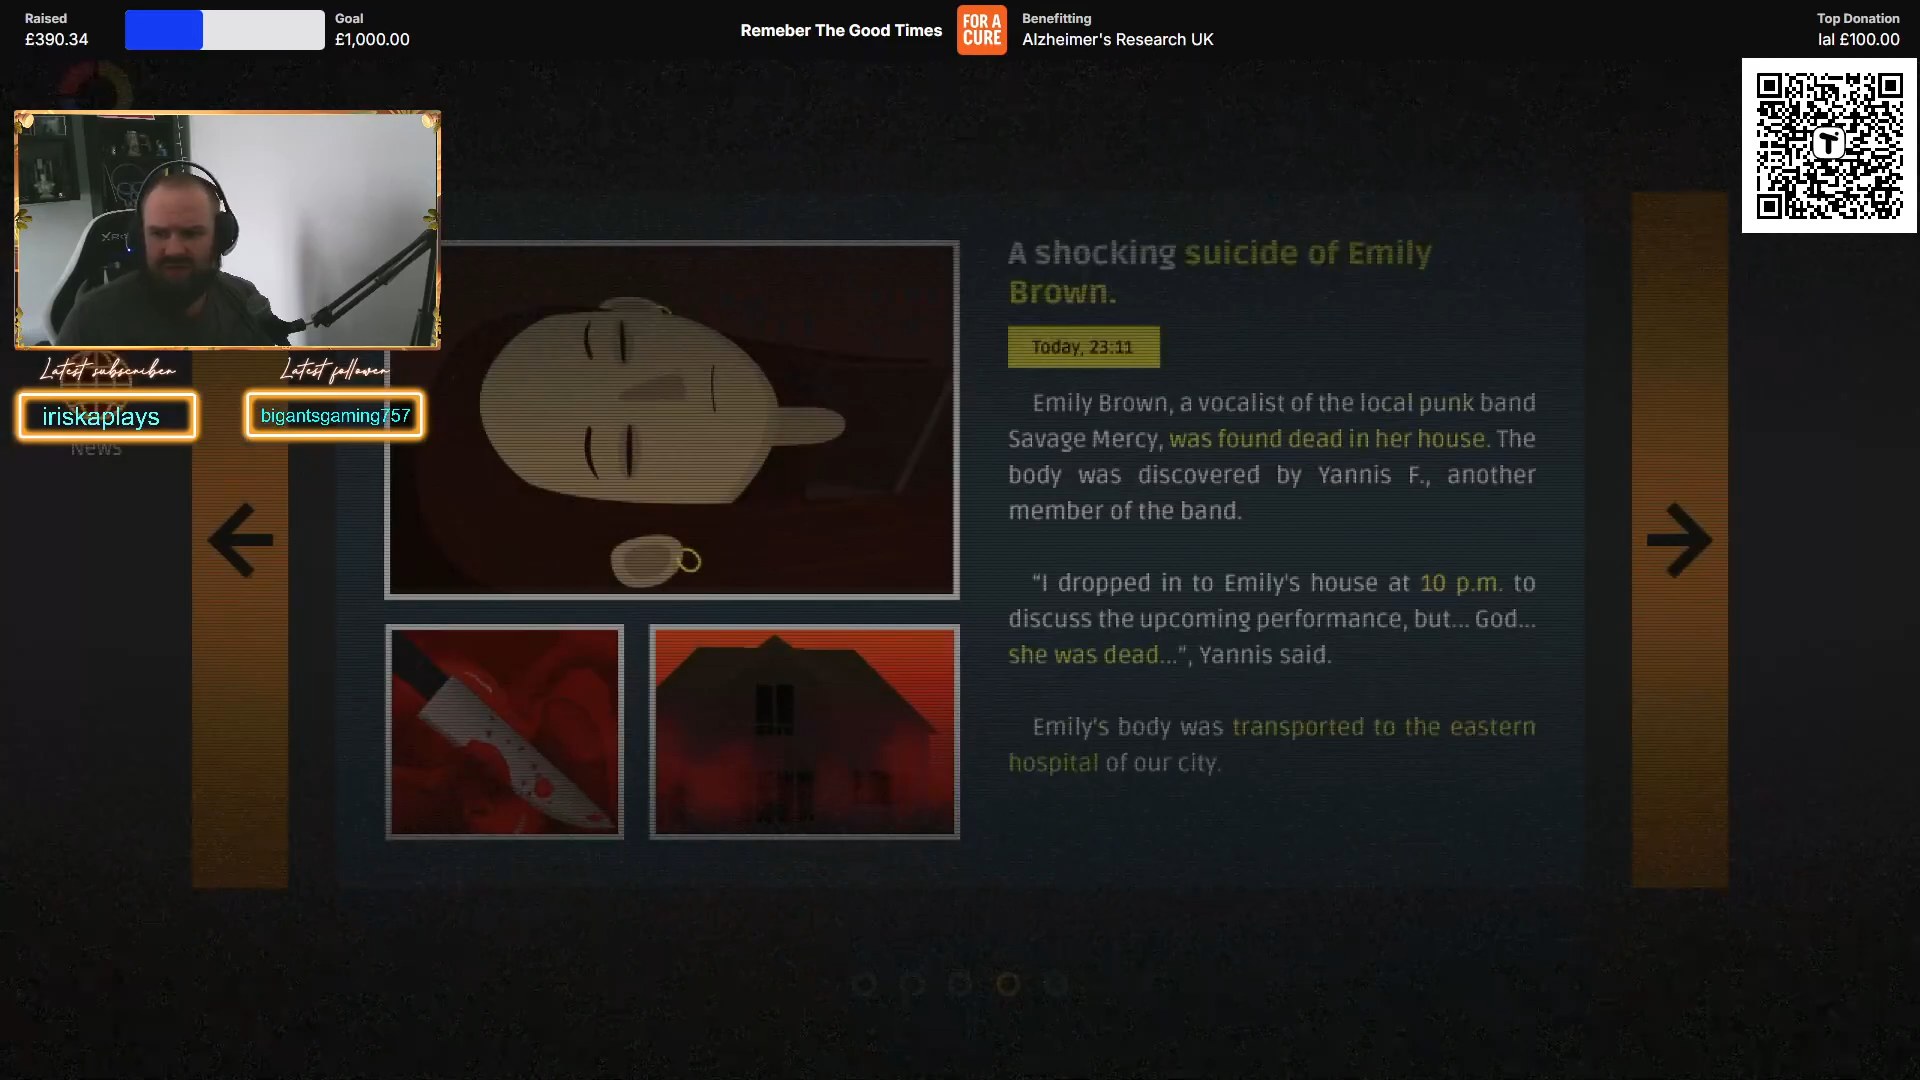 Raised
£390.34
Goal
£1,000.00
Remeber The Good Times
FOR A
CURE
Benefitting
Alzheimer's Research UK
Top Donation
lal £100.00
T
Latest subscriber
iriskaplays
Latest follower
bigantsgaming757
News
A shocking suicide of Emily
Brown.
Today, 23:11
Emily Brown, a vocalist of the local punk band
Savage Mercy, was found dead in her house. The
body was discovered by Yannis F., another
member of the band.
"I dropped in to Emily's house at 10 p.m. to
discuss the upcoming performance, but... God...
she was dead...", Yannis said.
Emily's body was transported to the eastern
hospital of our city.